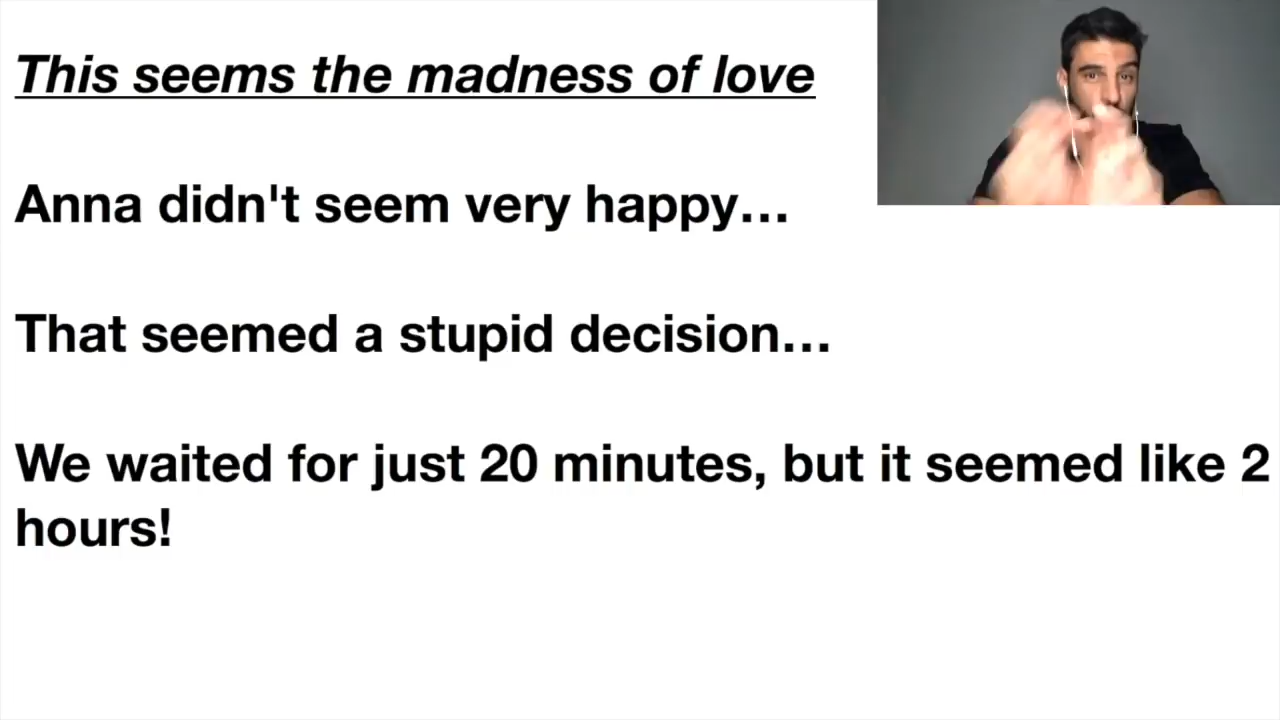 This seems the madness of love
Anna didn't seem very happy…
That seemed a stupid decision…
We waited for just 20 minutes, but it seemed like 2
hours!